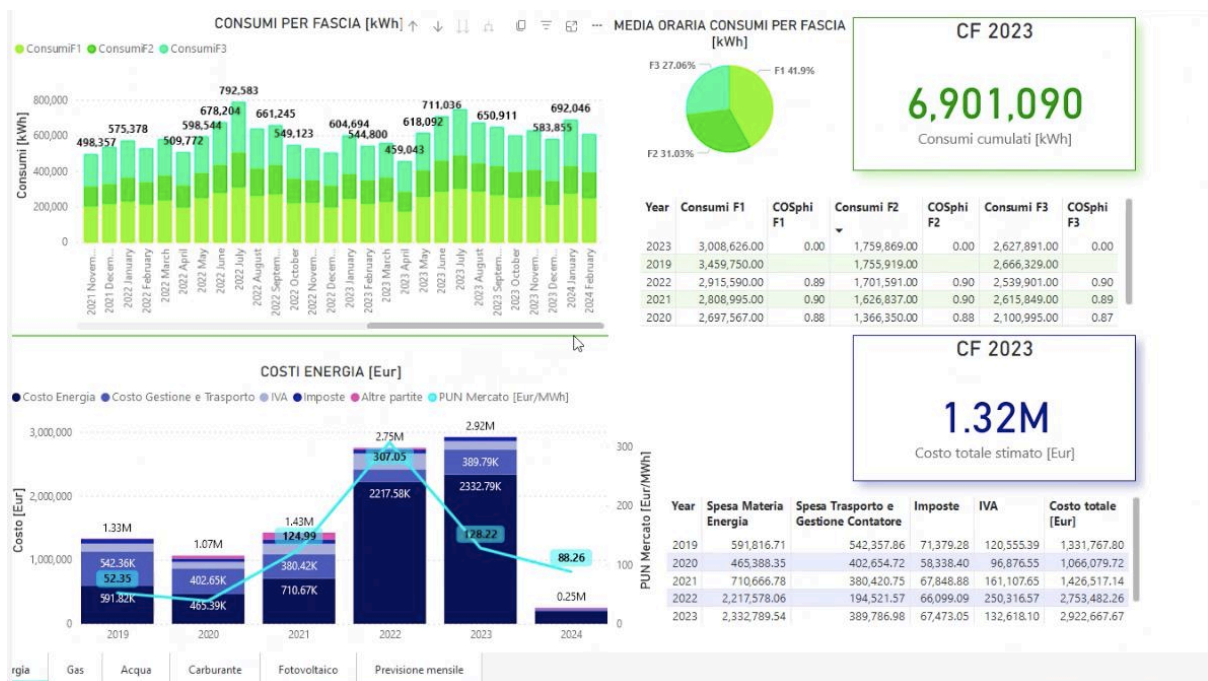 CONSUMI PER FASCIA [kWh]
ConsumiF1 ConsumiF2 ConsumiF3
Consumi [kWh]
800,000
600,000
400,000
200,000
0
498,357
575,378
509,772
598,544
678,204
792,583
661,245
549,123
604,694
544,800
459,043
618,092
711,036
650,911
583,855
692,046
2021 Novem...
2021 Decem...
2022 January
2022 February
2022 March
2022 April
2022 May
2022 June
2022 July
2022 August
2022 Septem...
2022 October
2022 Novem...
2022 Decem...
2023 January
2023 February
2023 March
2023 April
2023 May
2023 June
2023 July
2023 August
2023 Septem...
2023 October
2023 Novem...
2023 Decem...
2024 January
2024 February
MEDIA ORARIA CONSUMI PER FASCIA
[kWh]
F3 27.06%
F1 41.9%
F2 31.03%
CF 2023
6,901,090
Consumi cumulati [kWh]
Year Consumi F1 COSphi F1 Consumi F2 COSphi F2 Consumi F3 COSphi F3
2023 3,008,626.00 0.00 1,759,869.00 0.00 2,627,891.00 0.00
2019 3,459,750.00 1,755,919.00 2,666,329.00
2022 2,915,590.00 0.89 1,701,591.00 0.90 2,539,901.00 0.90
2021 2,808,995.00 0.90 1,626,837.00 0.90 2,615,849.00 0.89
2020 2,697,567.00 0.88 1,366,350.00 0.88 2,100,995.00 0.87
COSTI ENERGIA [Eur]
Costo Energia Costo Gestione e Trasporto IVA Imposte Altre partite PUN Mercato [Eur/MWh]
Costo [Eur]
3,000,000
2,000,000
1,000,000
0
1.33M
542.36K
52.35
591.82K
1.07M
402.65K
465.39K
1.43M
124.99
380.42K
710.67K
2.75M
307.05
2217.58K
2.92M
389.79K
2332.79K
128.22
88.26
0.25M
300
200
100
0
PUN Mercato [Eur/MWh]
2019 2020 2021 2022 2023 2024
CF 2023
1.32M
Costo totale stimato [Eur]
Year Spesa Materia Energia Spesa Trasporto e Gestione Contatore Imposte IVA Costo totale [Eur]
2019 591,816.71 542,357.86 71,379.28 120,555.39 1,331,767.80
2020 465,388.35 402,654.72 58,338.40 96,876.55 1,066,079.72
2021 710,666.78 380,420.75 67,848.88 161,107.65 1,426,517.14
2022 2,217,578.06 194,521.57 66,099.09 250,316.57 2,753,482.26
2023 2,332,789.54 389,786.98 67,473.05 132,618.10 2,922,667.67
rgia Gas Acqua Carburante Fotovoltaico Previsione mensile